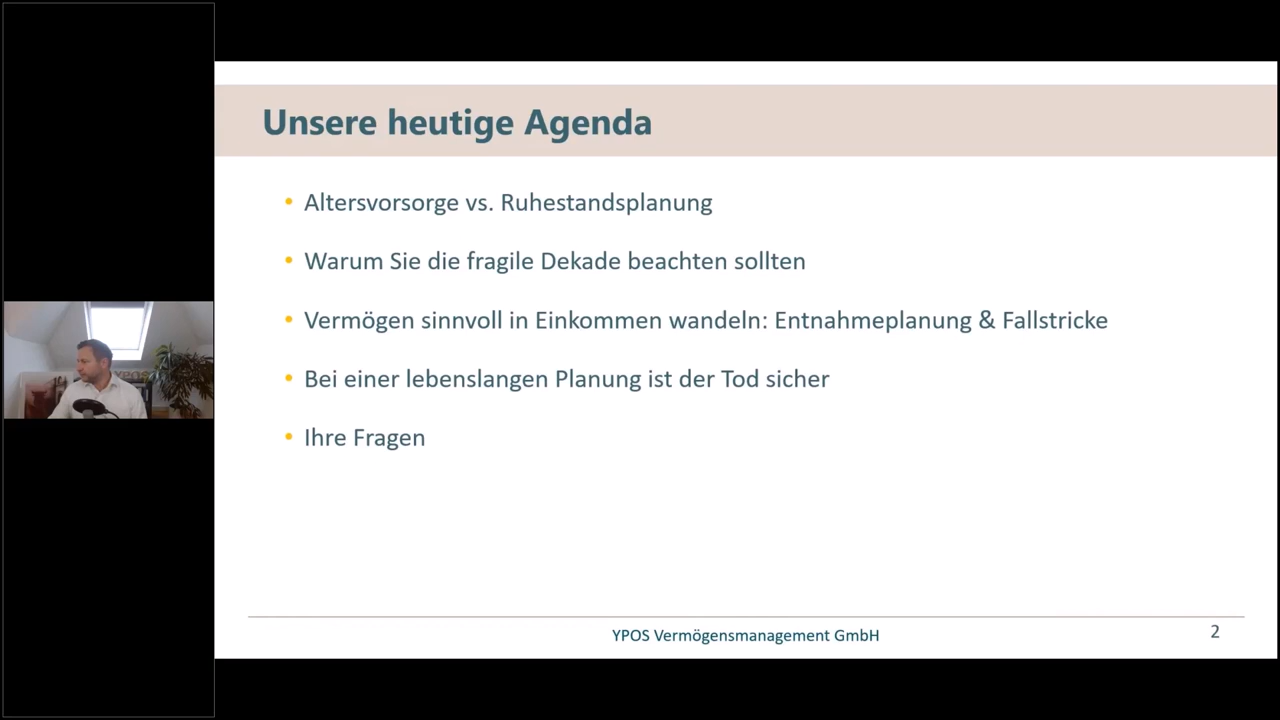 Unsere heutige Agenda
• Altersvorsorge vs. Ruhestandsplanung
• Warum Sie die fragile Dekade beachten sollten
• Vermögen sinnvoll in Einkommen wandeln: Entnahmeplanung & Fallstricke
• Bei einer lebenslangen Planung ist der Tod sicher
• Ihre Fragen
YPOS Vermögensmanagement GmbH
2